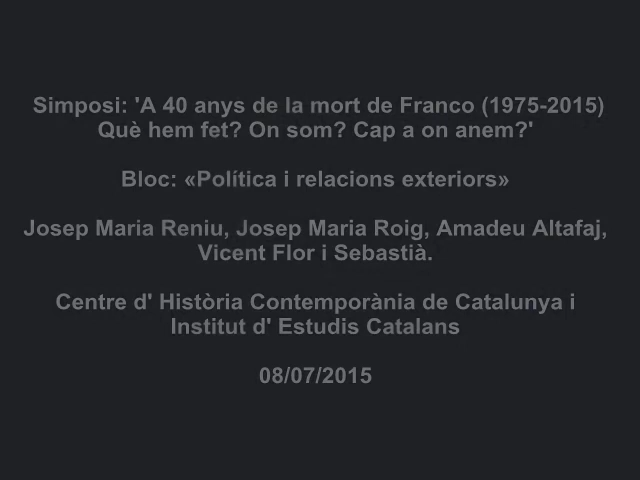 Simposi: 'A 40 anys de la mort de Franco (1975-2015)
Què hem fet? On som? Cap a on anem?'
Bloc: «Política i relacions exteriors»
Josep Maria Reniu, Josep Maria Roig, Amadeu Altafaj,
Vicent Flor i Sebastià.
Centre d' Història Contemporània de Catalunya i
Institut d' Estudis Catalans
08/07/2015